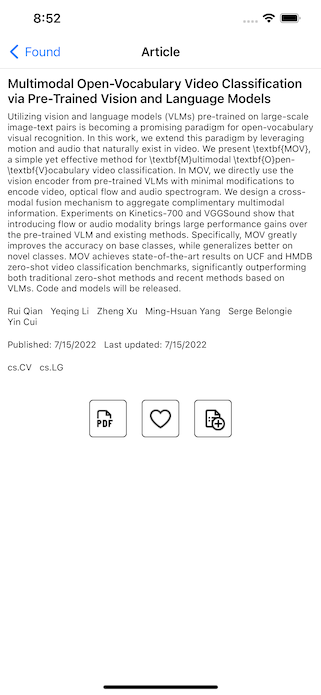 8:52
Found
Article
Multimodal Open-Vocabulary Video Classification
via Pre-Trained Vision and Language Models
Utilizing vision and language models (VLMs) pre-trained on large-scale
image-text pairs is becoming a promising paradigm for open-vocabulary
visual recognition. In this work, we extend this paradigm by leveraging
motion and audio that naturally exist in video. We present \textbf{MOV},
a simple yet effective method for \textbf{M}ultimodal \textbf{O}pen-
\textbf{V}ocabulary video classification. In MOV, we directly use the
vision encoder from pre-trained VLMs with minimal modifications to
encode video, optical flow and audio spectrogram. We design a cross-
modal fusion mechanism to aggregate complimentary multimodal
information. Experiments on Kinetics-700 and VGGSound show that
introducing flow or audio modality brings large performance gains over
the pre-trained VLM and existing methods. Specifically, MOV greatly
improves the accuracy on base classes, while generalizes better on
novel classes. MOV achieves state-of-the-art results on UCF and HMDB
zero-shot video classification benchmarks, significantly outperforming
both traditional zero-shot methods and recent methods based on
VLMs. Code and models will be released.
Rui Qian Yeqing Li Zheng Xu Ming-Hsuan Yang Serge Belongie
Yin Cui
Published: 7/15/2022 Last updated: 7/15/2022
cs.CV cs.LG
PDF